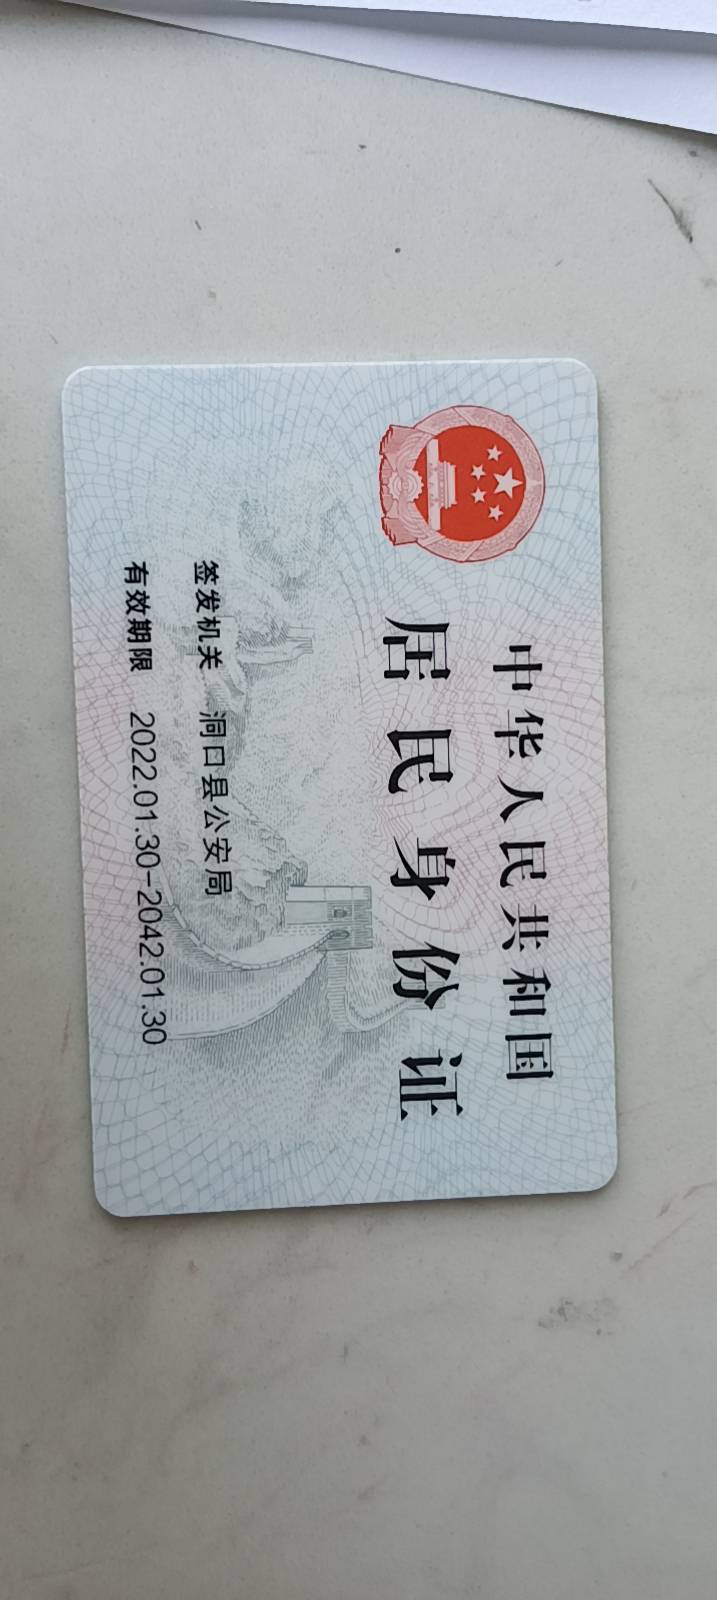 中华人民共和国
居民身份证
签发机关 洞口县公安局
有效期限 2022.01.30-2042.01.30